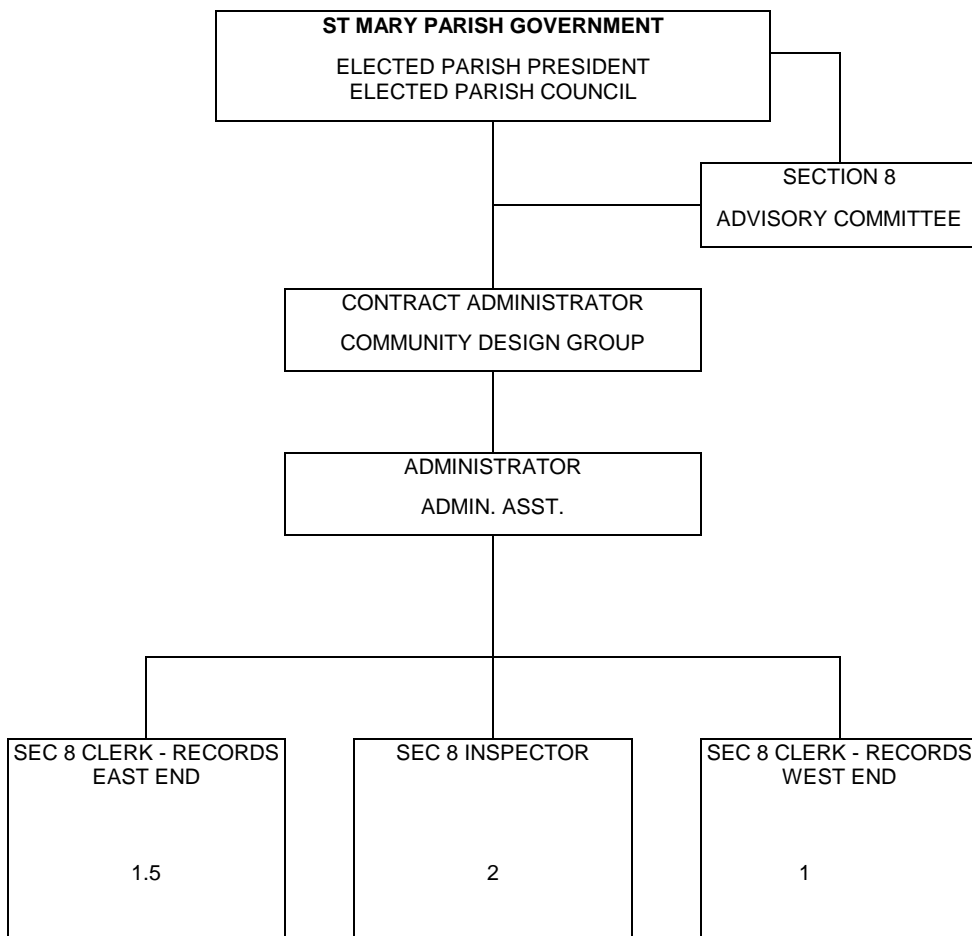 ST MARY PARISH GOVERNMENT
ELECTED PARISH PRESIDENT
ELECTED PARISH COUNCIL
SECTION 8
ADVISORY COMMITTEE
CONTRACT ADMINISTRATOR
COMMUNITY DESIGN GROUP
ADMINISTRATOR
ADMIN. ASST.
SEC 8 CLERK - RECORDS
EAST END
1.5
SEC 8 INSPECTOR
2
SEC 8 CLERK - RECORDS
WEST END
1